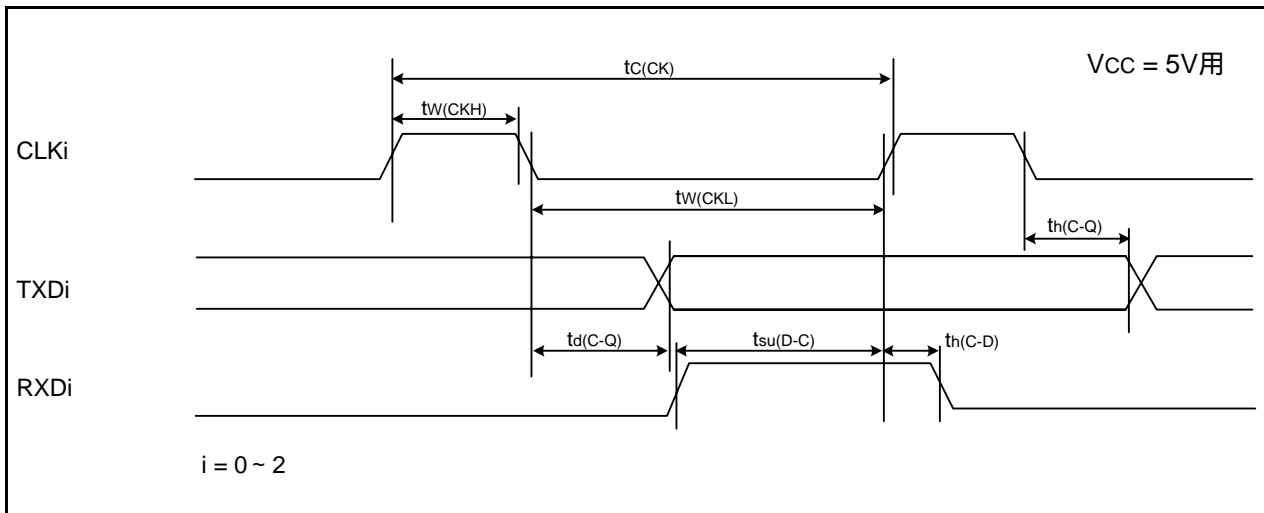 VCC = 5V用
tC(CK)
tW(CKH)
CLKi
tW(CKL)
th(C-Q)
TXDi
td(C-Q)
tsu(D-C)
th(C-D)
RXDi
i = 0 ~ 2